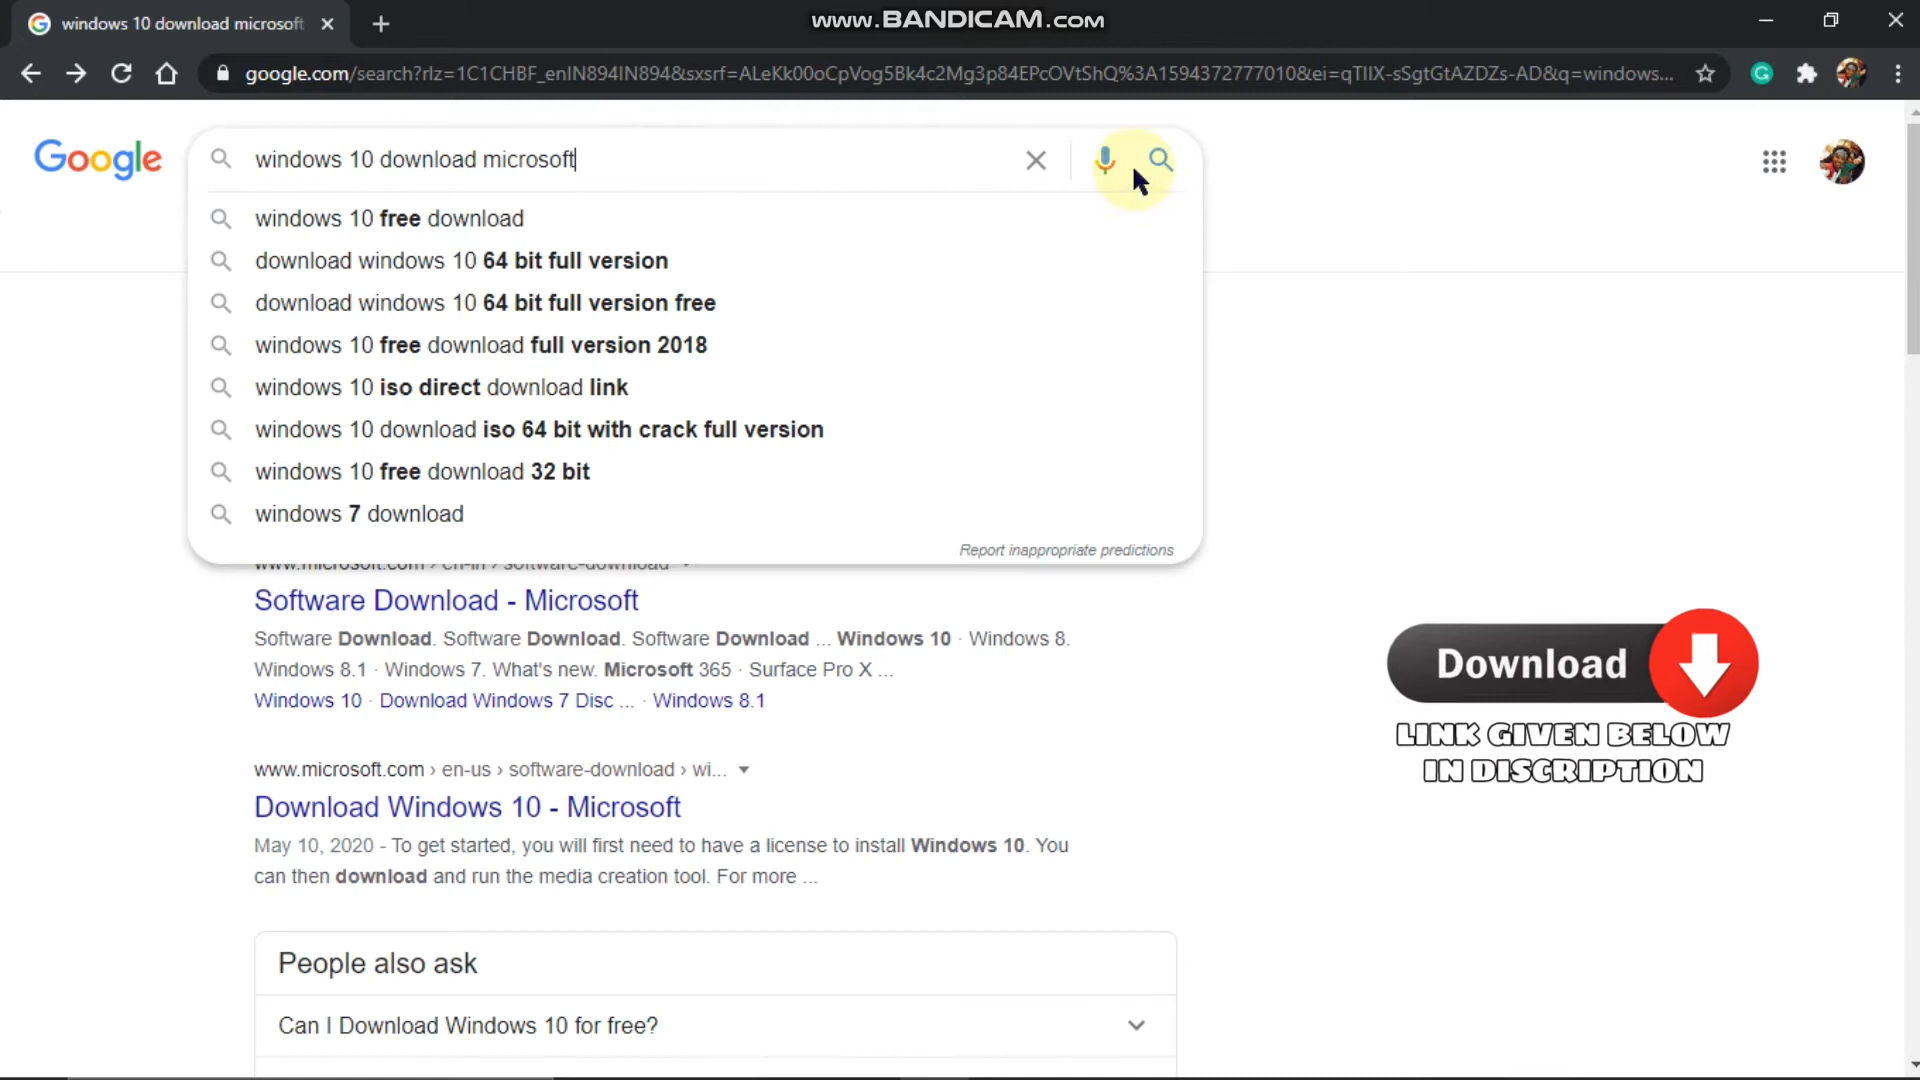 windows 10 download microsoft
www.BANDICAM.com
google.com/search?rlz=1C1CHBF_enIN894IN894&sxsrf=ALeKk00oCpVog5Bk4c2Mg3p84EPcOVtShQ%3A1594372777010&ei=qTIIX-sSgtGtAZDZs-AD&q=windows...
Google
windows 10 download microsoft
windows 10 free download
download windows 10 64 bit full version
download windows 10 64 bit full version free
windows 10 free download full version 2018
windows 10 iso direct download link
windows 10 download iso 64 bit with crack full version
windows 10 free download 32 bit
windows 7 download
Report inappropriate predictions
www.microsoft.com › en-in › software-download
Software Download - Microsoft
Software Download. Software Download. Software Download ... Windows 10 · Windows 8.
Windows 8.1 · Windows 7. What's new. Microsoft 365 · Surface Pro X ...
Windows 10 · Download Windows 7 Disc ... · Windows 8.1
Download
LINK GIVEN BELOW
IN DISCRIPTION
www.microsoft.com › en-us › software-download › wi...
Download Windows 10 - Microsoft
May 10, 2020 - To get started, you will first need to have a license to install Windows 10. You
can then download and run the media creation tool. For more ...
People also ask
Can I Download Windows 10 for free?